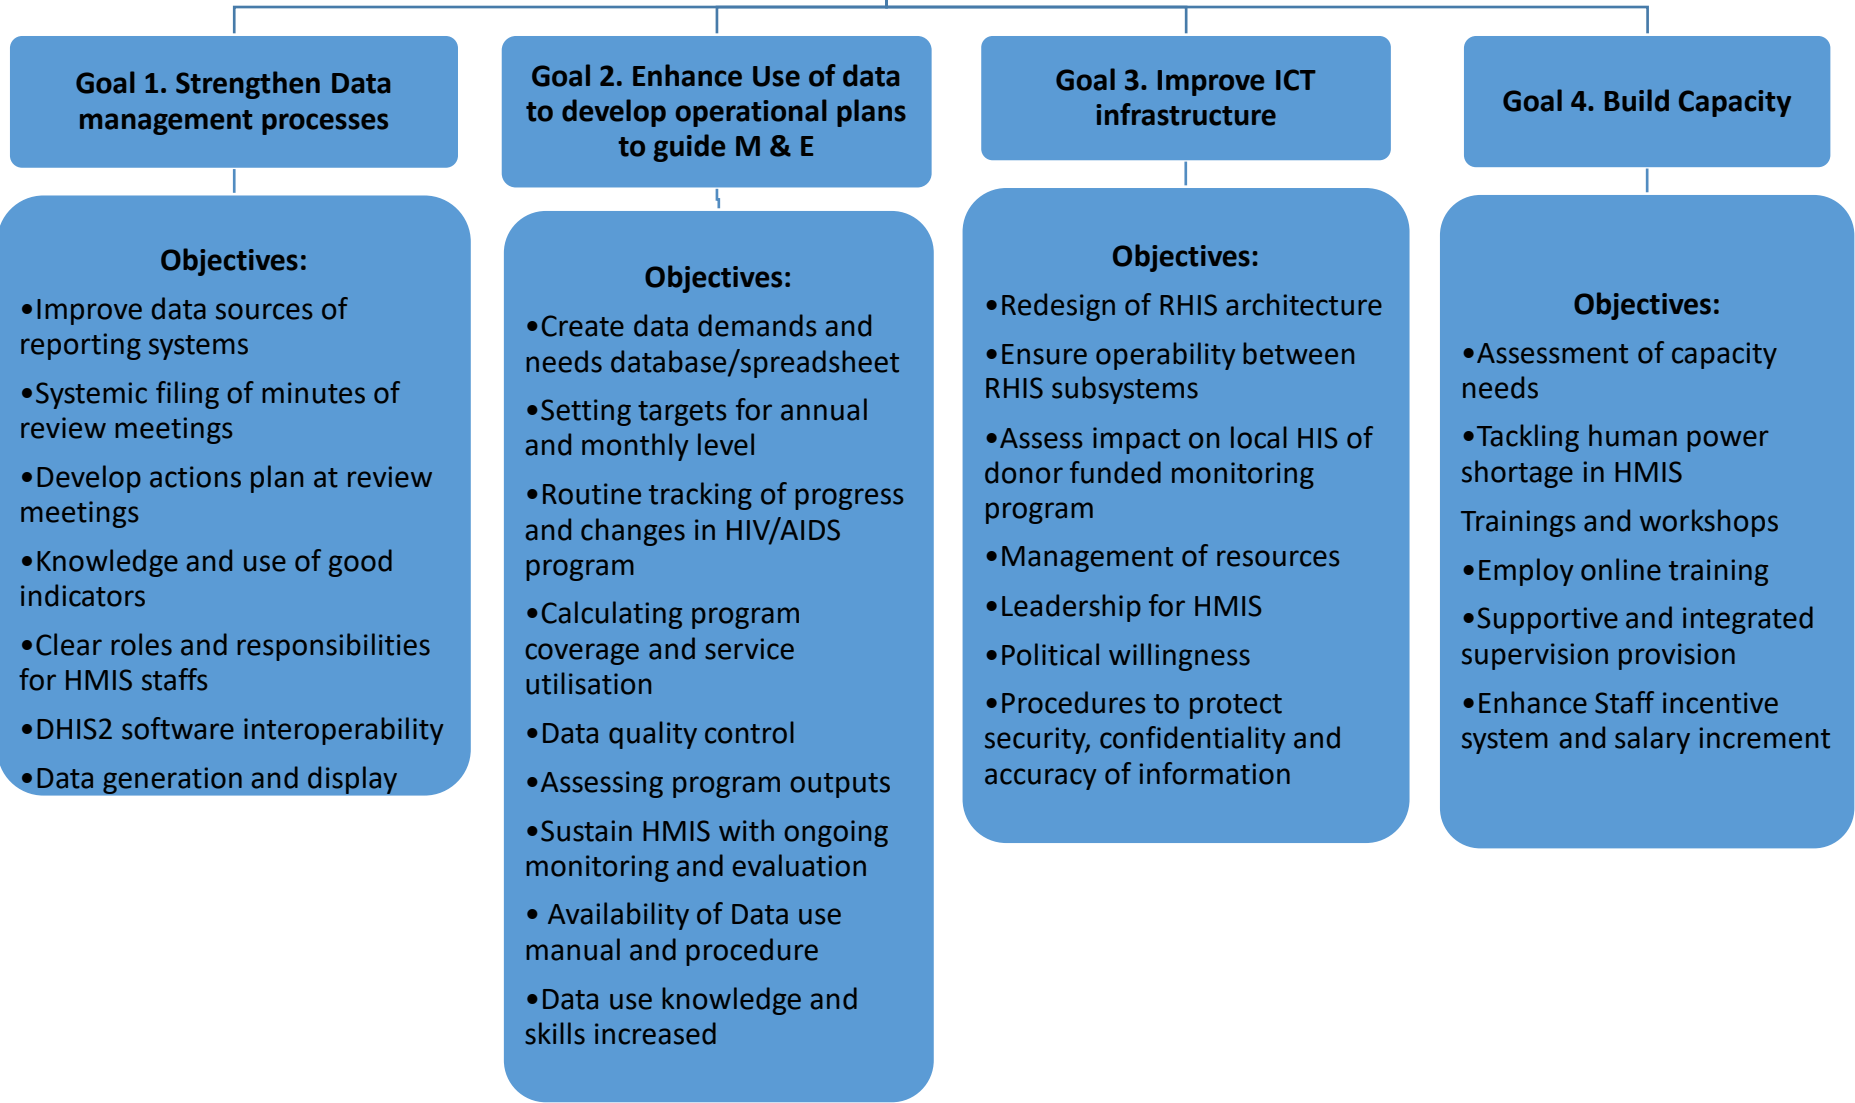 Goal 1. Strengthen Data
management processes
Objectives:
•Improve data sources of
reporting systems
•Systemic filing of minutes of
review meetings
•Develop actions plan at review
meetings
•Knowledge and use of good
indicators
•Clear roles and responsibilities
for HMIS staffs
•DHIS2 software interoperability
•Data generation and display
Goal 2. Enhance Use of data
to develop operational plans
to guide M & E
Objectives:
•Create data demands and
needs database/spreadsheet
•Setting targets for annual
and monthly level
•Routine tracking of progress
and changes in HIV/AIDS
program
•Calculating program
coverage and service
utilisation
•Data quality control
•Assessing program outputs
•Sustain HMIS with ongoing
monitoring and evaluation
• Availability of Data use
manual and procedure
•Data use knowledge and
skills increased
Goal 3. Improve ICT
infrastructure
Objectives:
•Redesign of RHIS architecture
•Ensure operability between
RHIS subsystems
•Assess impact on local HIS of
donor funded monitoring
program
•Management of resources
•Leadership for HMIS
•Political willingness
•Procedures to protect
security, confidentiality and
accuracy of information
Goal 4. Build Capacity
Objectives:
•Assessment of capacity
needs
•Tackling human power
shortage in HMIS
Trainings and workshops
•Employ online training
•Supportive and integrated
supervision provision
•Enhance Staff incentive
system and salary increment